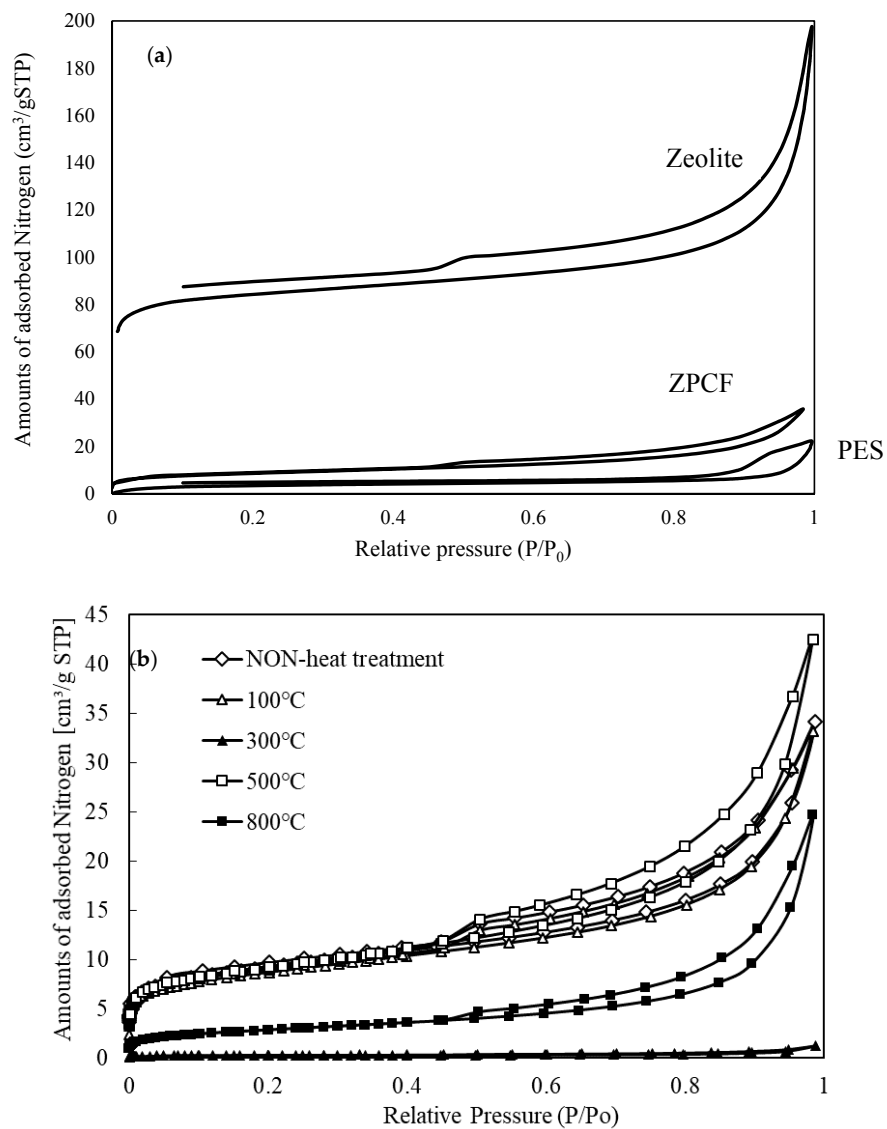 (a)
Amounts of adsorbed Nitrogen (cm³/gSTP)
200
180
160
140
120
100
80
60
40
20
0
Zeolite
ZPCF
PES
0
0.2
0.4
0.6
0.8
1
Relative pressure (P/P₀)
(b)
Amounts of adsorbed Nitrogen [cm³/g STP]
45
40
35
30
25
20
15
10
5
0
NON-heat treatment
100°C
300°C
500°C
800°C
0
0.2
0.4
0.6
0.8
1
Relative Pressure (P/Po)